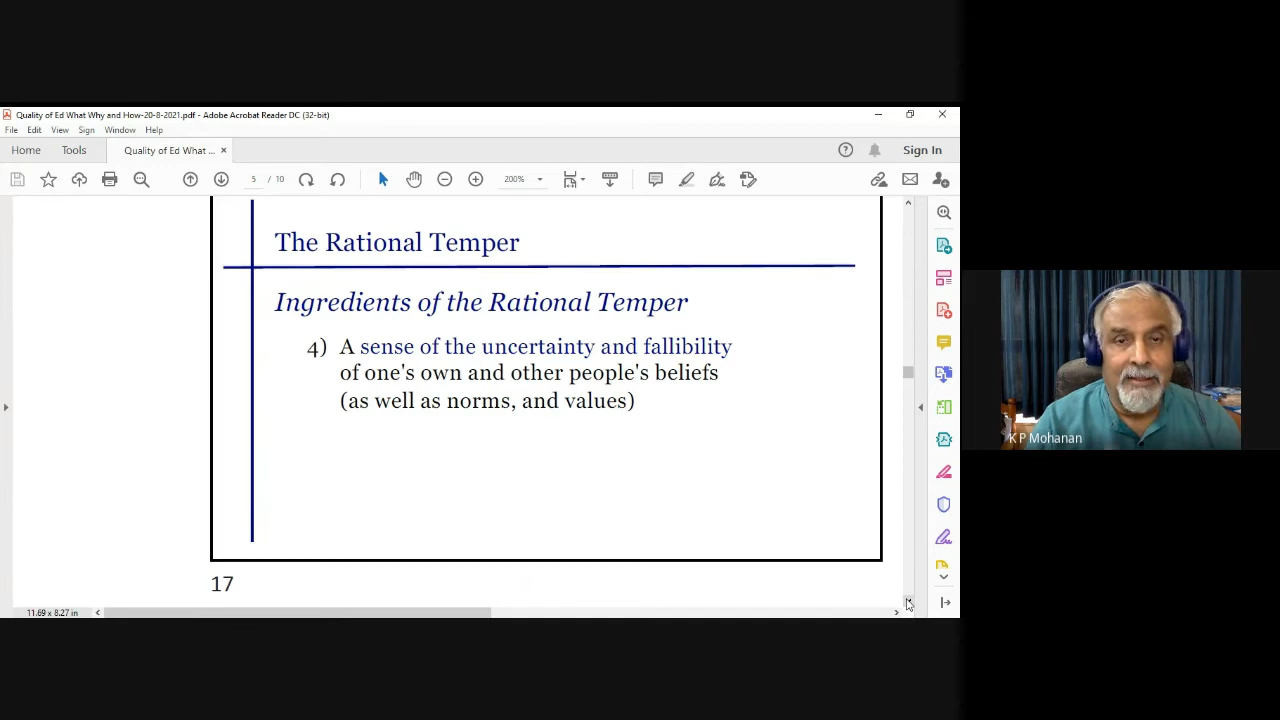 Quality of Ed What Why and How-20-8-2021.pdf - Adobe Acrobat Reader DC (32-bit)
File Edit View Sign Window Help
Home Tools Quality of Ed What ... ×
5 / 10 200% Sign In
The Rational Temper
Ingredients of the Rational Temper
4) A sense of the uncertainty and fallibility
of one's own and other people's beliefs
(as well as norms, and values)
17
11.69 x 8.27 in
K P Mohanan